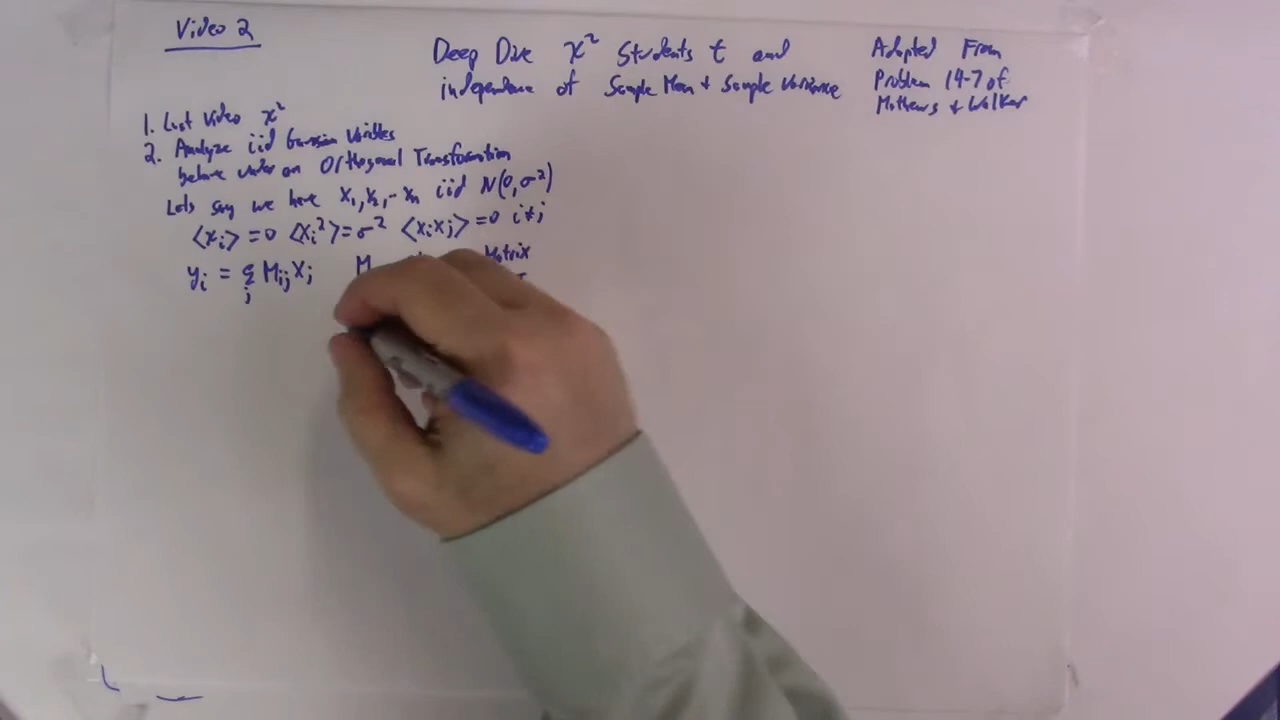 Video 2
Deep Dive χ² Students t and
independence of Sample Mean + Sample Variance
Adapted From
Problem 14-7 of
Mathews + Walker
1. Last Video χ²
2. Analyze iid Gaussian Variables
behave under an Orthogonal Transformation
Lets say we have x₁, x₂, -- xₙ iid N(0, σ²)
⟨xᵢ⟩ = 0 ⟨xᵢ²⟩ = σ² ⟨xᵢxⱼ⟩ = 0 i≠j
yᵢ = Σⱼ Mᵢⱼ Xⱼ M Matrix